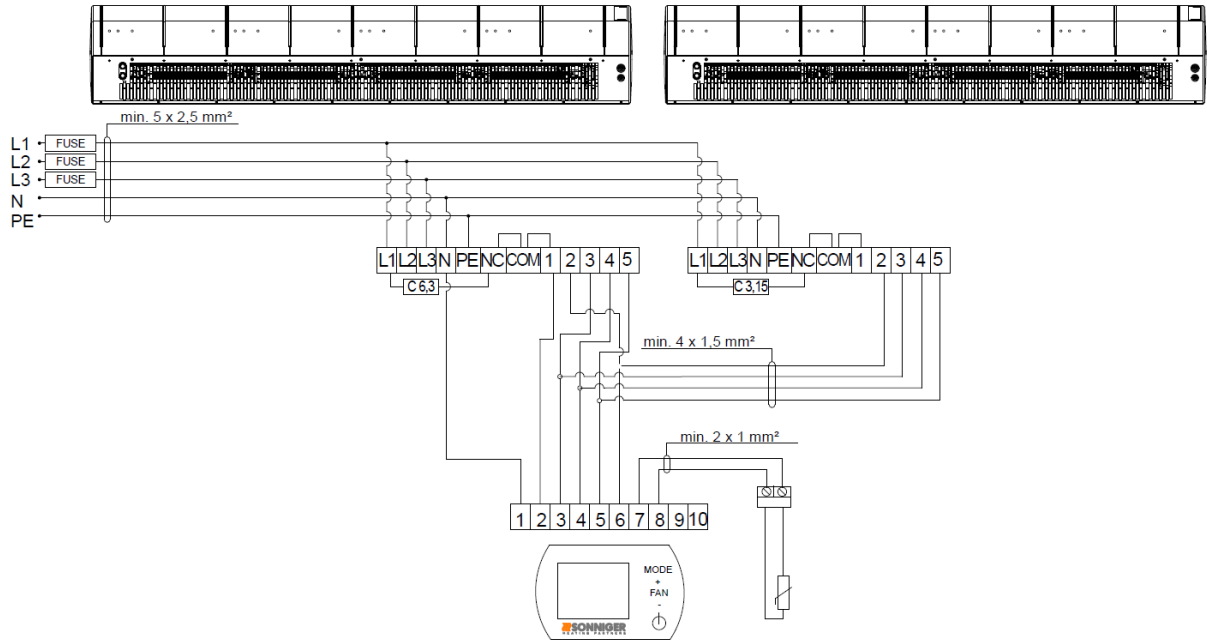 min. 5 x 2,5 mm²
L1 FUSE
L2 FUSE
L3 FUSE
N
PE
L1 L2 L3 N PE NC COM 1 2 3 4 5
L1 L2 L3 N PE NC COM 1 2 3 4 5
C 6,3
C 3,15
min. 4 x 1,5 mm²
min. 2 x 1 mm²
1 2 3 4 5 6 7 8 9 10
MODE
+
FAN
-
SONNIGER
HEATING PARTNERS